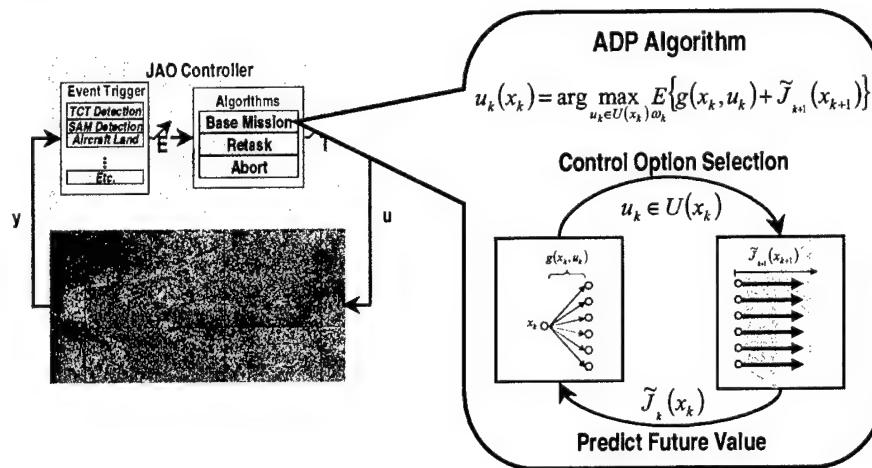 JAO Controller
Event Trigger
TCT Detection
SAM Detection
Aircraft Land
⋮
Etc.
E
Algorithms
Base Mission
Retask
Abort
y
u
ADP Algorithm
u_k(x_k) = arg max_{u_k∈U(x_k)} E_{ω_k}{g(x_k, u_k) + J̃_{k+1}(x_{k+1})}
Control Option Selection
u_k ∈ U(x_k)
g(x_k, u_k)
x_k
J̃_{k+1}(x_{k+1})
J̃_k(x_k)
Predict Future Value